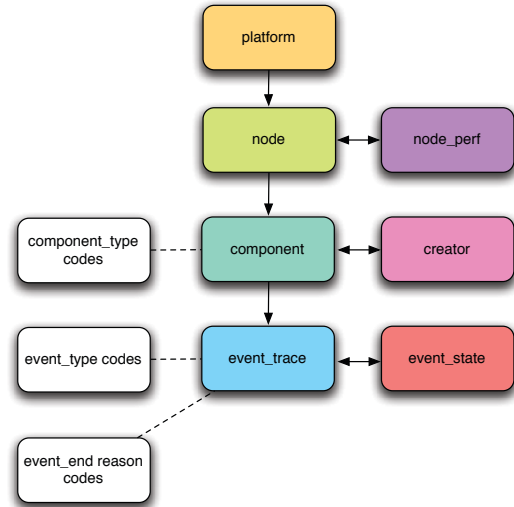 platform
node
node_perf
component_type
codes
component
creator
event_type codes
event_trace
event_state
event_end reason
codes